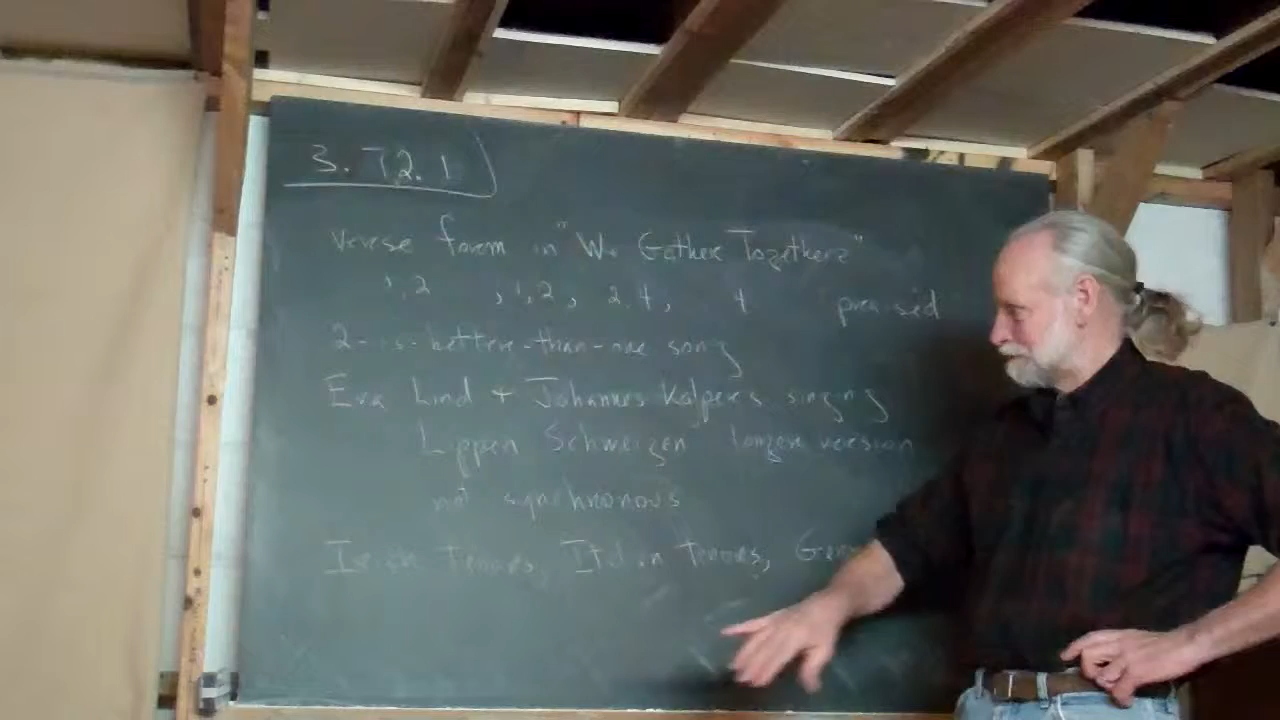 3. T2. 1
Verse form in "We Gather Together"
1, 2 , 1, 2, 2, 4, 4
2-is-better-than-one song
Eva Lind + Johannes Kalpers singing
Lippen Schweigen longer version
not synchronous
Irish Tenors, Italian Tenors,